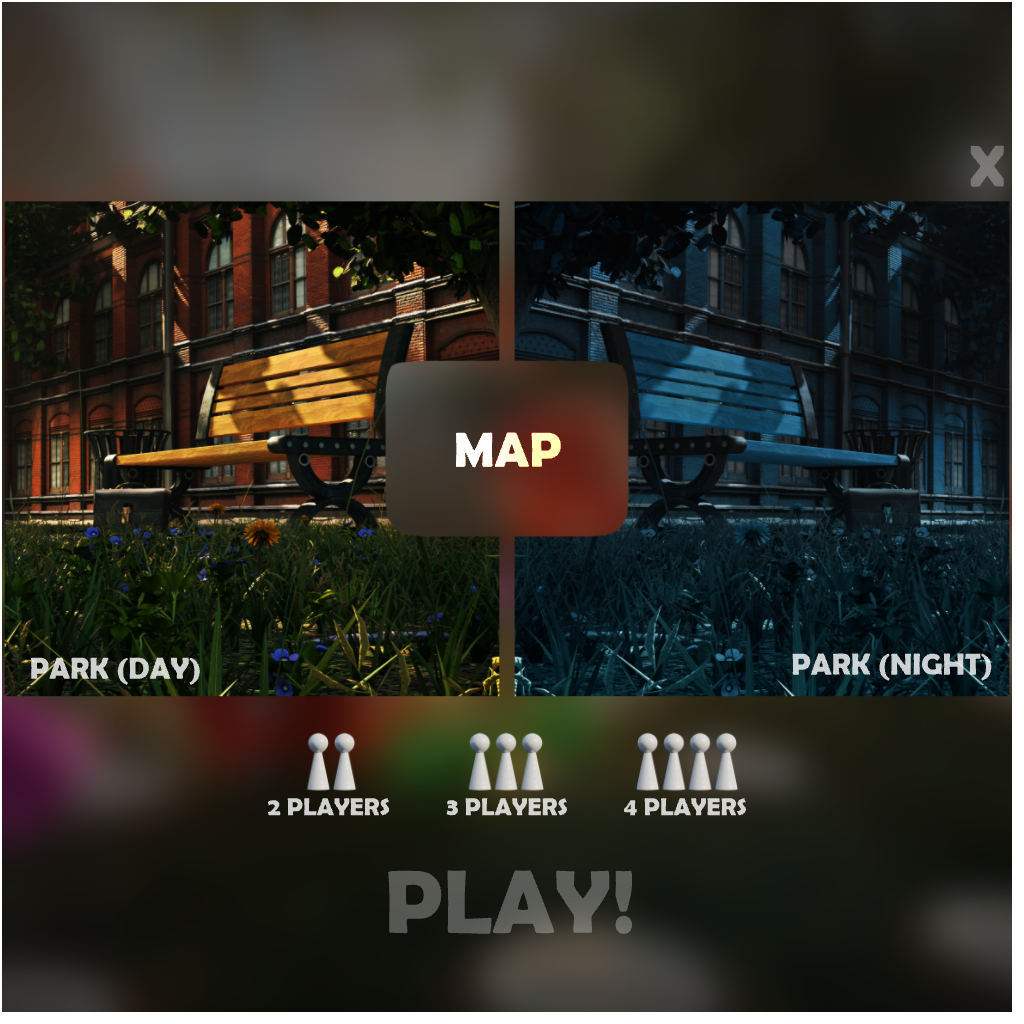 X
MAP
PARK (DAY)
PARK (NIGHT)
2 PLAYERS
3 PLAYERS
4 PLAYERS
PLAY!